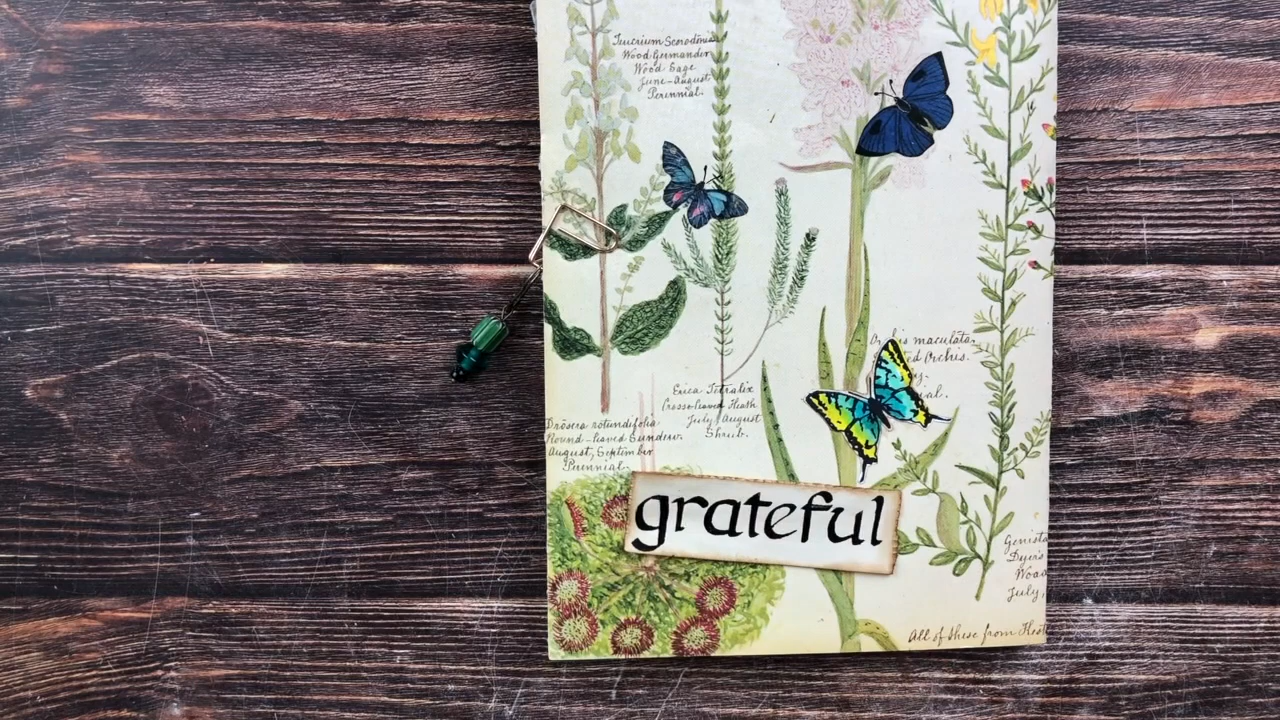 Teucrium Scorodonia
Wood Germander
Wood Sage
June-August
Perennial.
Erica Tetralix
Cross-leaved Heath
July, August
Shrub.
maculata.
Orchis.
Drosera rotundifolia
Round-leaved Sundew.
August, September
Perennial.
grateful
Genista
Dyer's
July,
All of these from